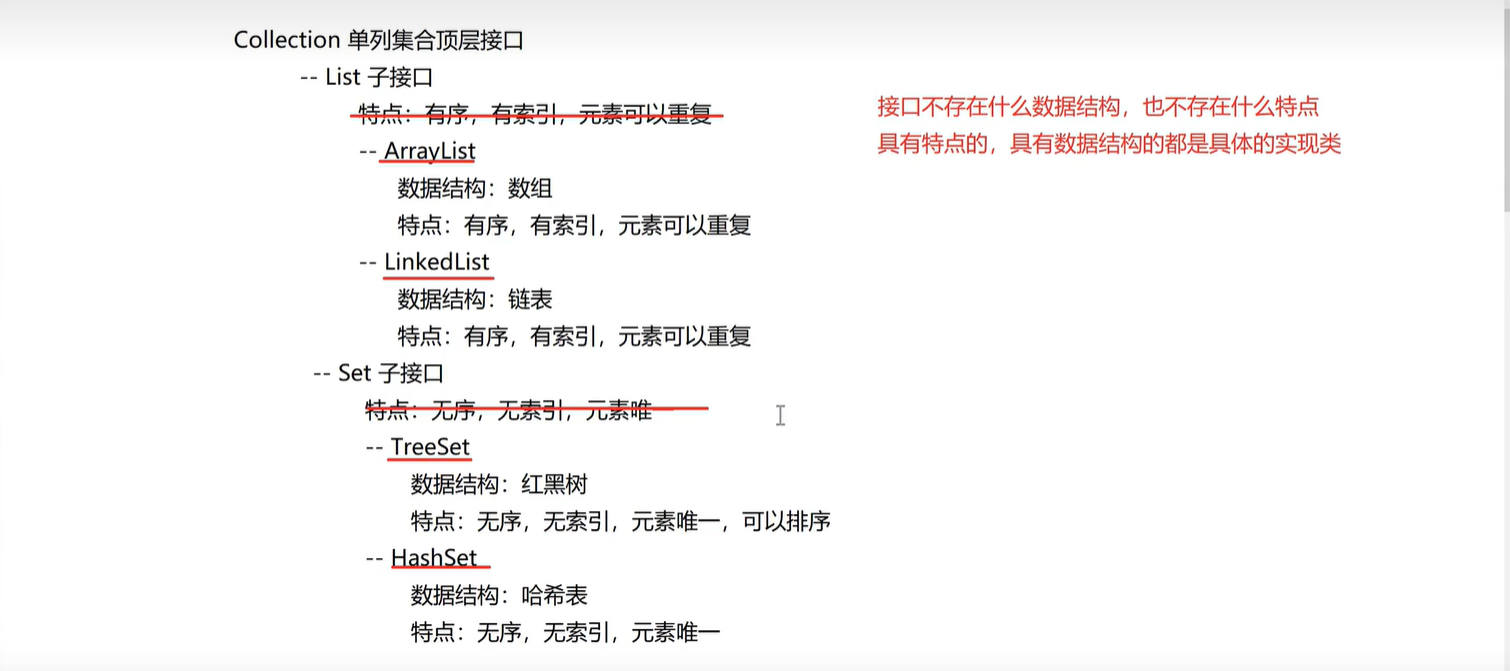 Collection 单列集合顶层接口
-- List 子接口
特点：有序，有索引，元素可以重复
接口不存在什么数据结构，也不存在什么特点
-- ArrayList
具有特点的，具有数据结构的都是具体的实现类
数据结构：数组
特点：有序，有索引，元素可以重复
-- LinkedList
数据结构：链表
特点：有序，有索引，元素可以重复
-- Set 子接口
特点：无序，无索引，元素唯一
-- TreeSet
数据结构：红黑树
特点：无序，无索引，元素唯一，可以排序
-- HashSet
数据结构：哈希表
特点：无序，无索引，元素唯一